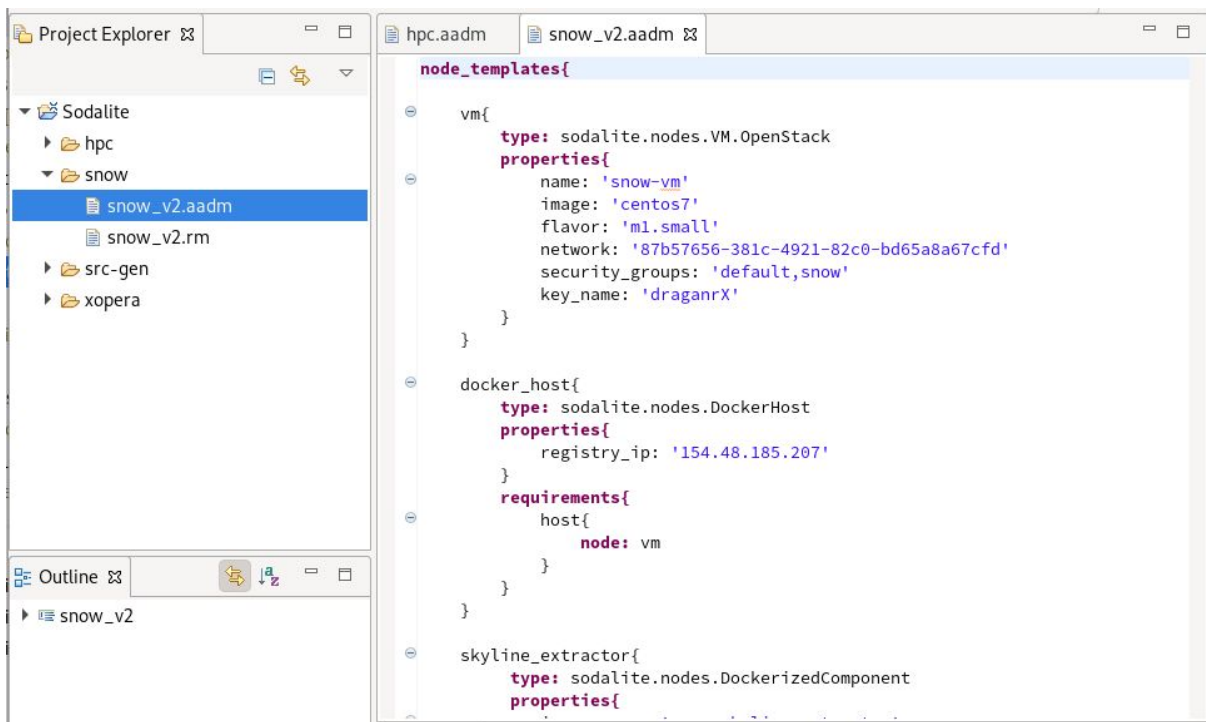 Project Explorer
Sodalite
hpc
snow
snow_v2.aadm
snow_v2.rm
src-gen
xopera
Outline
snow_v2
hpc.aadm
snow_v2.aadm
node_templates{
vm{
type: sodalite.nodes.VM.OpenStack
properties{
name: 'snow-vm'
image: 'centos7'
flavor: 'm1.small'
network: '87b57656-381c-4921-82c0-bd65a8a67cfd'
security_groups: 'default,snow'
key_name: 'draganrX'
}
}
docker_host{
type: sodalite.nodes.DockerHost
properties{
registry_ip: '154.48.185.207'
}
requirements{
host{
node: vm
}
}
}
skyline_extractor{
type: sodalite.nodes.DockerizedComponent
properties{